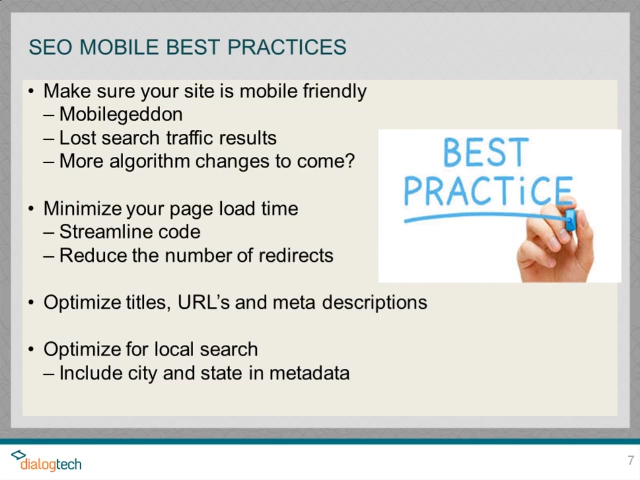 SEO MOBILE BEST PRACTICES
• Make sure your site is mobile friendly
– Mobilegeddon
– Lost search traffic results
– More algorithm changes to come?
BEST
PRACTiCE
• Minimize your page load time
– Streamline code
– Reduce the number of redirects
• Optimize titles, URL’s and meta descriptions
• Optimize for local search
– Include city and state in metadata
dialogtech
7